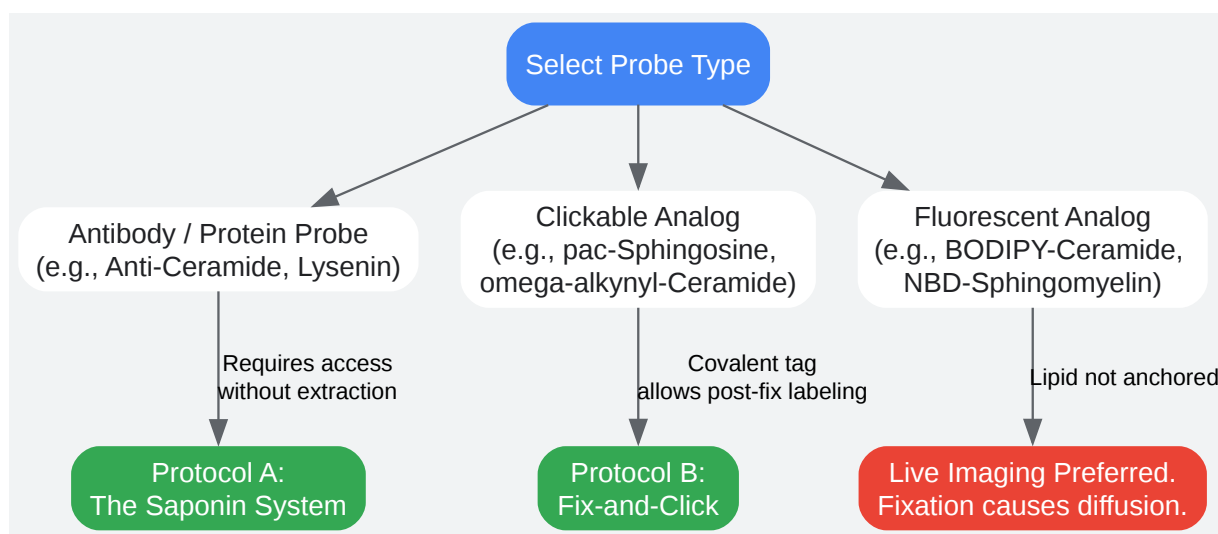 Select Probe Type
Antibody / Protein Probe
(e.g., Anti-Ceramide, Lysenin)
Clickable Analog
(e.g., pac-Sphingosine,
omega-alkynyl-Ceramide)
Fluorescent Analog
(e.g., BODIPY-Ceramide,
NBD-Sphingomyelin)
Requires access
without extraction
Covalent tag
allows post-fix labeling
Lipid not anchored
Protocol A:
The Saponin System
Protocol B:
Fix-and-Click
Live Imaging Preferred.
Fixation causes diffusion.